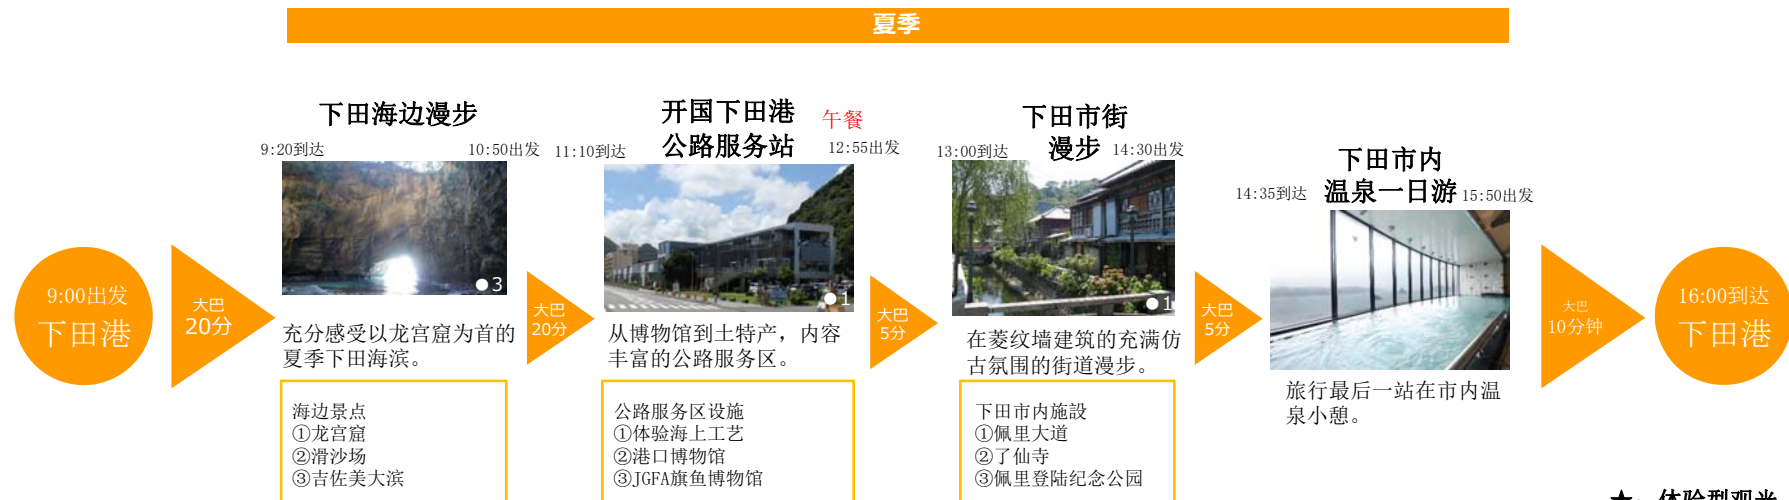 夏季
9:00出发
下田港
大巴
20分
下田海边漫步
9:20到达
10:50出发
●3
充分感受以龙宫窟为首的
夏季下田海滨。
海边景点
①龙宫窟
②滑沙场
③吉佐美大滨
大巴
20分
开国下田港
公路服务站
午餐
11:10到达
12:55出发
●1
从博物馆到土特产，内容
丰富的公路服务区。
公路服务区设施
①体验海上工艺
②港口博物馆
③JGFA旗鱼博物馆
大巴
5分
下田市街
漫步
13:00到达
14:30出发
●1
在菱纹墙建筑的充满仿
古氛围的街道漫步。
下田市内施設
①佩里大道
②了仙寺
③佩里登陆纪念公园
大巴
5分
下田市内
温泉一日游
14:35到达
15:50出发
旅行最后一站在市内温
泉小憩。
大巴
10分钟
16:00到达
下田港